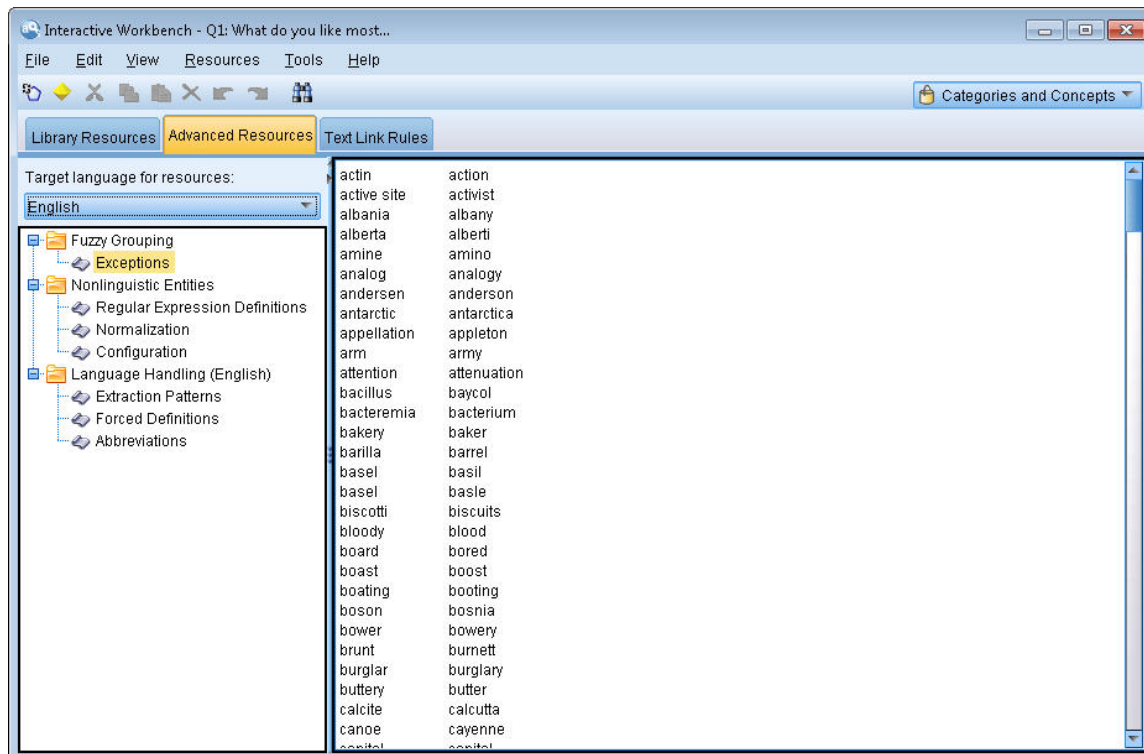 Interactive Workbench - Q1: What do you like most...
File Edit View Resources Tools Help
Categories and Concepts
Library Resources Advanced Resources Text Link Rules
Target language for resources:
English
Fuzzy Grouping
Exceptions
Nonlinguistic Entities
Regular Expression Definitions
Normalization
Configuration
Language Handling (English)
Extraction Patterns
Forced Definitions
Abbreviations
actin action
active site activist
albania albany
alberta alberti
amine amino
analog analogy
andersen anderson
antarctic antarctica
appellation appleton
arm army
attention attenuation
bacillus baycol
bacteremia bacterium
bakery baker
barilla barrel
basel basil
basel basle
biscotti biscuits
bloody blood
board bored
boast boost
boating booting
boson bosnia
bower bowery
brunt burnett
burglar burglary
buttery butter
calcite calcutta
canoe cayenne